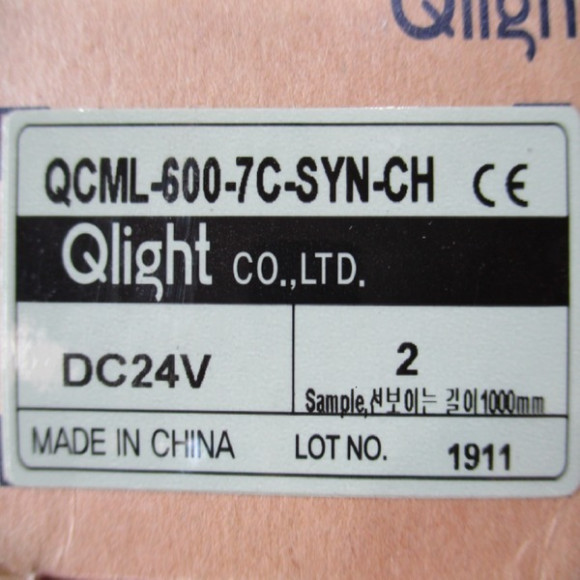 Qlight
QCML-600-7C-SYN-CH CE
Qlight CO.,LTD.
DC24V
2
Sample,선보이는 길이1000mm
MADE IN CHINA
LOT NO. 1911